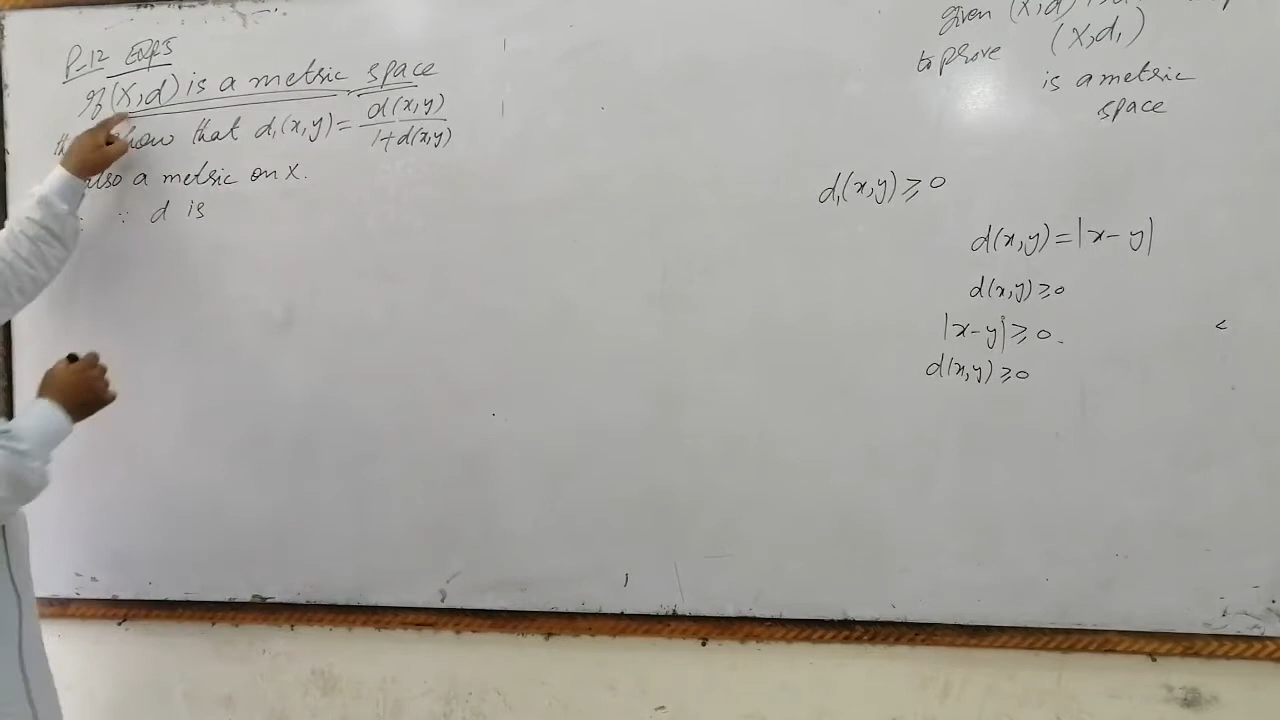 P-12 EXP5
If (X,d) is a metric space
show that d₁(x,y) = d(x,y) / 1+d(x,y)
also a metric on X.
∵ d is
given (X,d)
to prove (X,d₁)
is a metric
space
d₁(x,y) ≥ 0
d(x,y) = |x-y|
d(x,y) ≥ 0
|x-y| ≥ 0.
d(x,y) ≥ 0
<